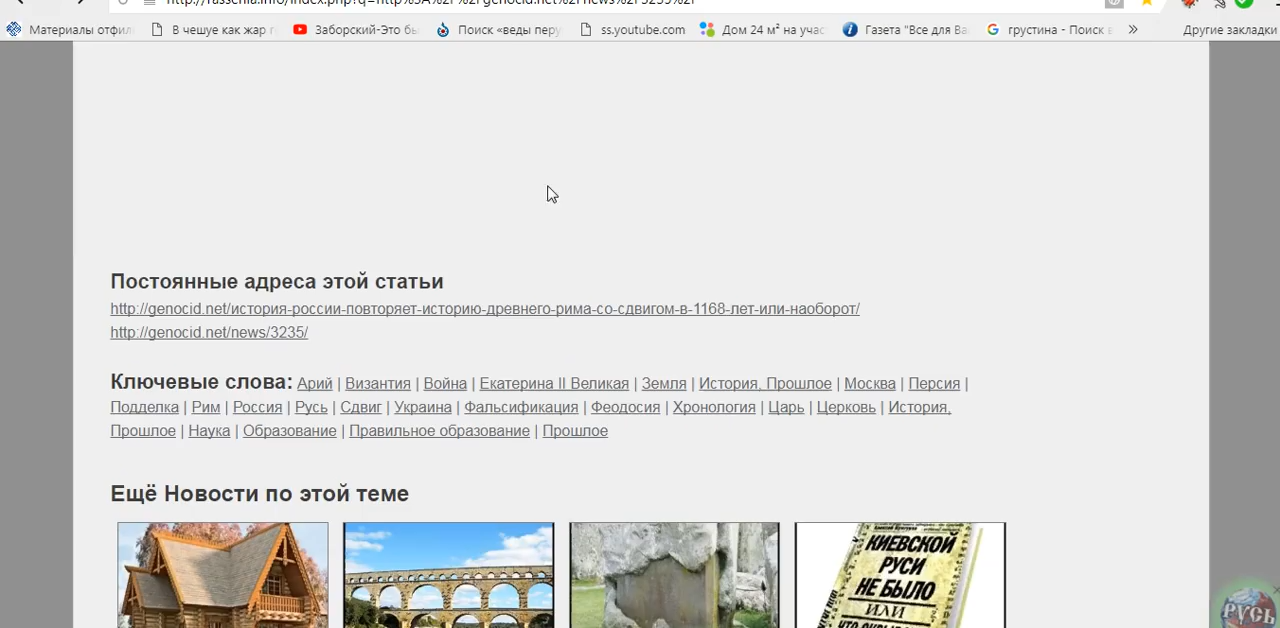 Материалы отфил
В чешуе как жар
Заборский-Это бы
Поиск «веды перу
ss.youtube.com
Дом 24 м² на учас
Газета "Все для Ва
грустина - Поиск в
Другие закладки
Постоянные адреса этой статьи
http://genocid.net/история-россии-повторяет-историю-древнего-рима-со-сдвигом-в-1168-лет-или-наоборот/
http://genocid.net/news/3235/
Ключевые слова: Арий | Византия | Война | Екатерина II Великая | Земля | История, Прошлое | Москва | Персия |
Подделка | Рим | Россия | Русь | Сдвиг | Украина | Фальсификация | Феодосия | Хронология | Царь | Церковь | История,
Прошлое | Наука | Образование | Правильное образование | Прошлое
Ещё Новости по этой теме
КИЕВСКОЙ
РУСИ
НЕ БЫЛО
ИЛИ
РУСЬ